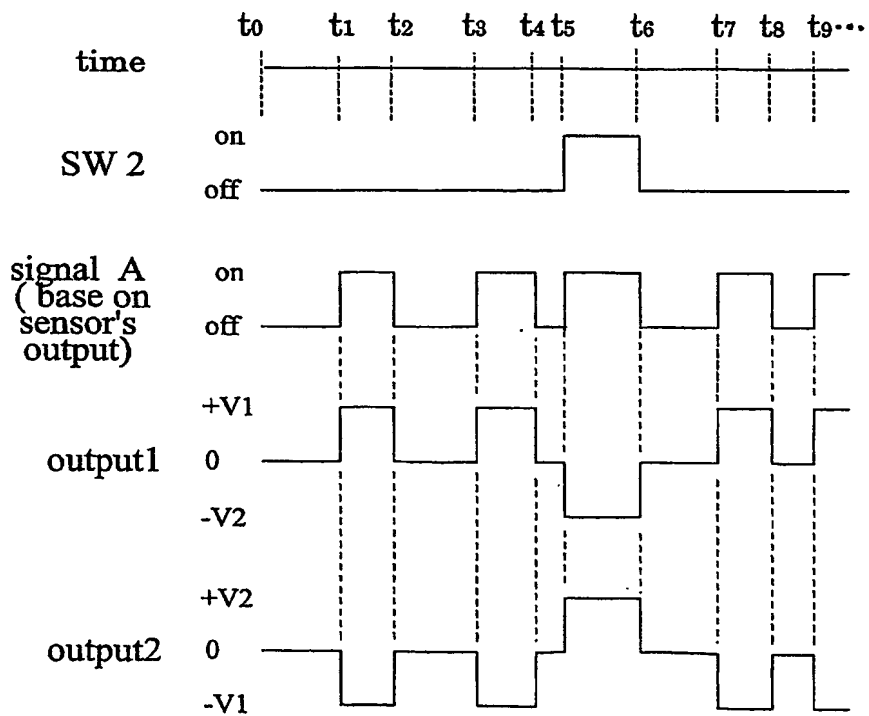 t0 t1 t2 t3 t4 t5 t6 t7 t8 t9...
time
on
SW 2
off
signal A
( base on
sensor's
output)
on
off
+V1
output1
0
-V2
+V2
output2
0
-V1